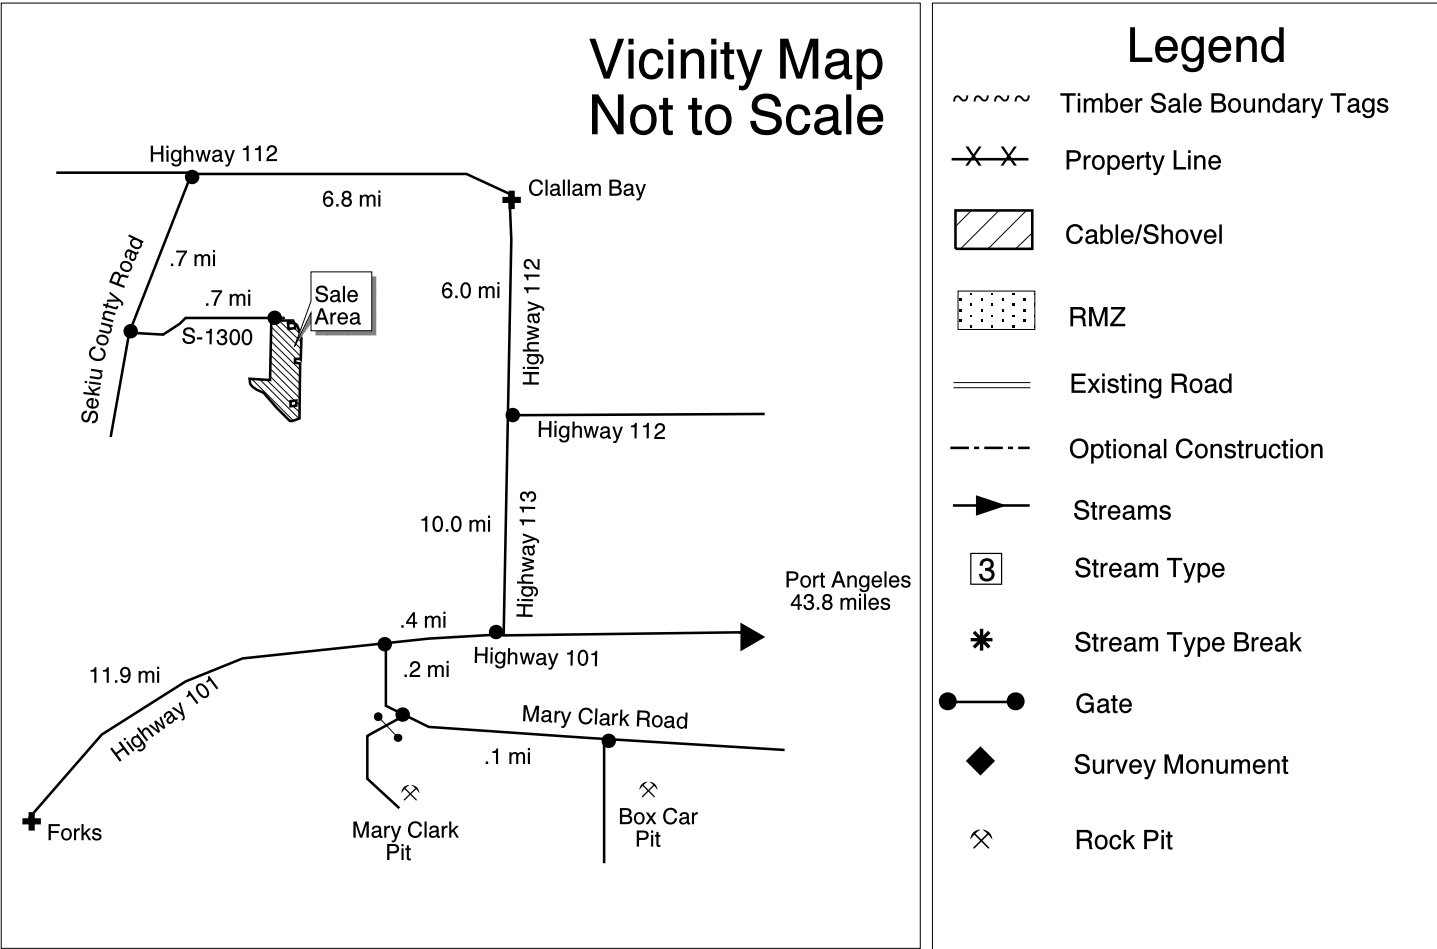 Vicinity Map
Not to Scale
Highway 112
6.8 mi
Clallam Bay
Sekiu County Road
.7 mi
.7 mi
S-1300
Sale
Area
6.0 mi
Highway 112
Highway 112
10.0 mi
Highway 113
Port Angeles
43.8 miles
.4 mi
Highway 101
.2 mi
11.9 mi
Highway 101
Mary Clark Road
.1 mi
Forks
Mary Clark
Pit
Box Car
Pit
Legend
Timber Sale Boundary Tags
X X
Property Line
Cable/Shovel
RMZ
Existing Road
Optional Construction
Streams
3
Stream Type
Stream Type Break
Gate
Survey Monument
Rock Pit